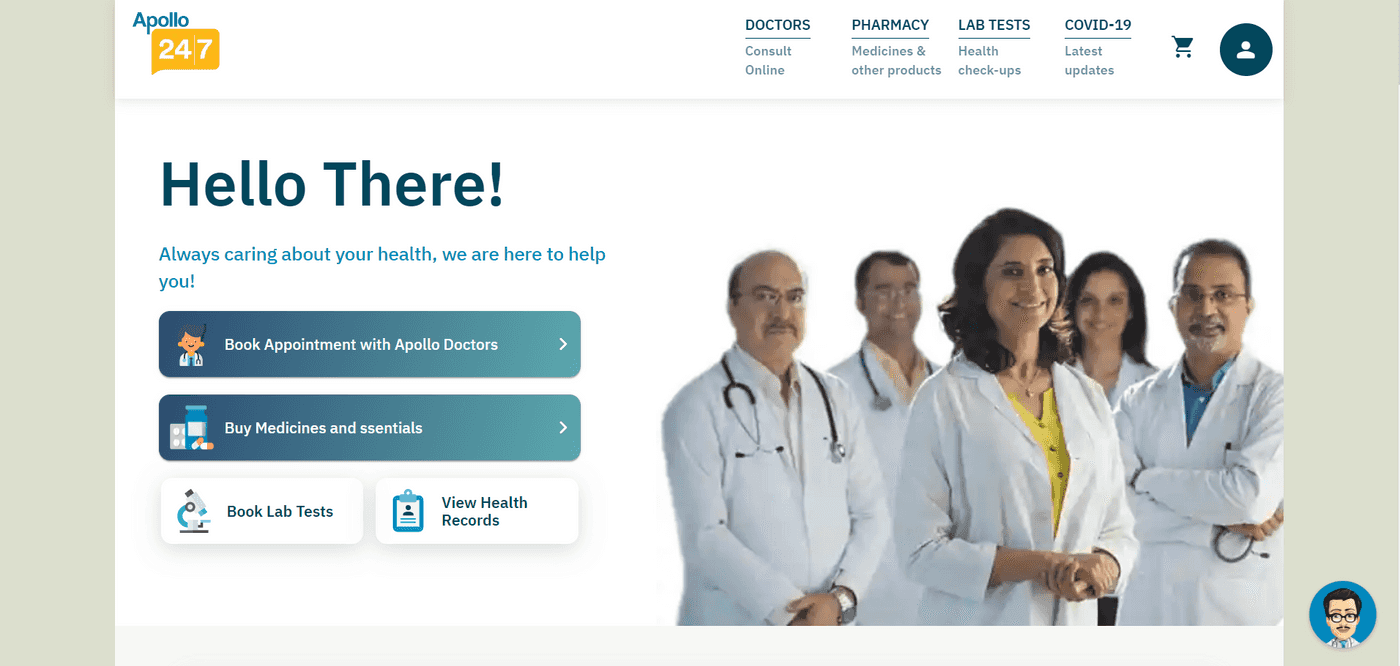 Apollo
24|7
DOCTORS
Consult
Online
PHARMACY
Medicines &
other products
LAB TESTS
Health
check-ups
COVID-19
Latest
updates
Hello There!
Always caring about your health, we are here to help
you!
Book Appointment with Apollo Doctors
Buy Medicines and ssentials
Book Lab Tests
View Health
Records